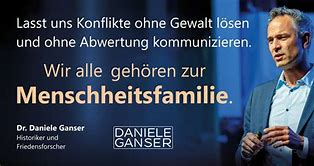 Lasst uns Konflikte ohne Gewalt lösen
und ohne Abwertung kommunizieren.
Wir alle gehören zur
Menschheitsfamilie.
Dr. Daniele Ganser
Historiker und
Friedensforscher
DANIELE
GANSER